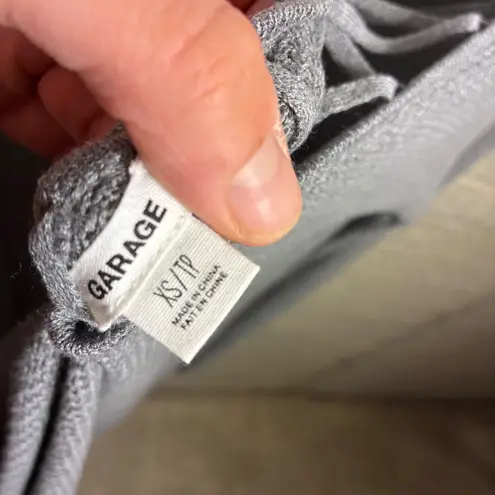 GARAGE
XS/TP
MADE IN CHINA
FAIT EN CHINE